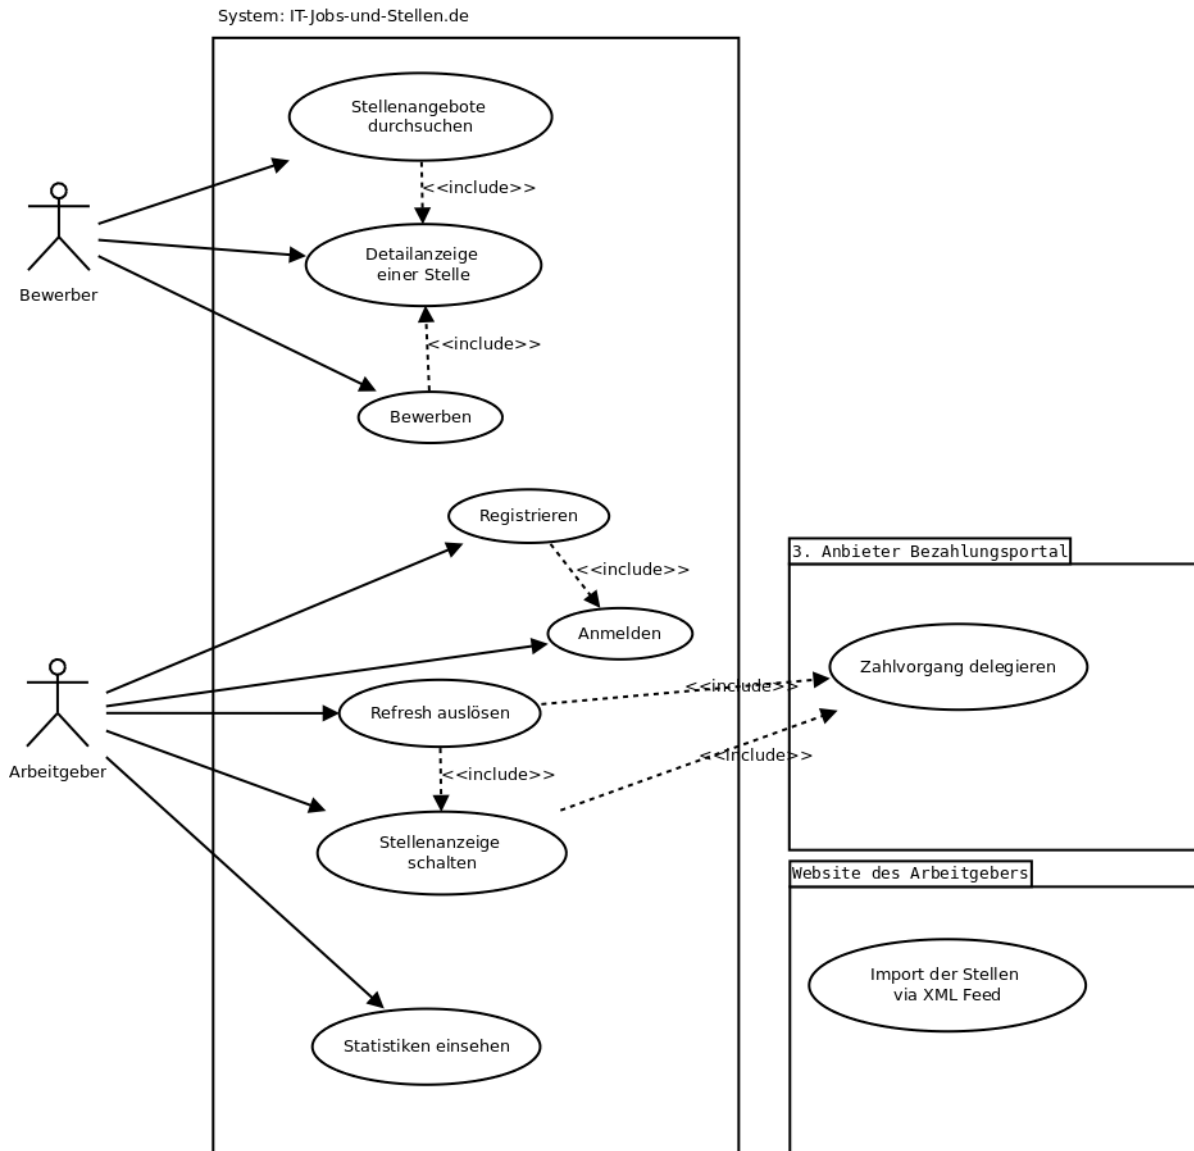 System: IT-Jobs-und-Stellen.de
Stellenangebote
durchsuchen
<<include>>
Detailanzeige
einer Stelle
Bewerber
<<include>>
Bewerben
Registrieren
3. Anbieter Bezahlungsportal
<<include>>
Anmelden
Zahlvorgang delegieren
<<include>>
Refresh auslösen
<<include>>
Arbeitgeber
<<include>>
Stellenanzeige
schalten
Website des Arbeitgebers
Import der Stellen
via XML Feed
Statistiken einsehen